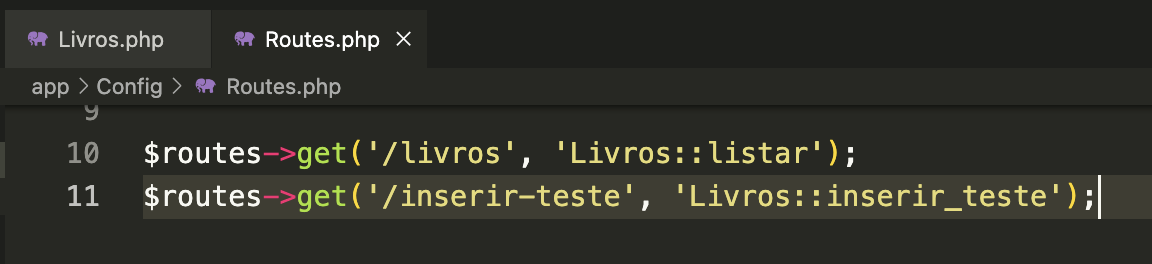 Livros.php Routes.php ×
app > Config > Routes.php
9
10 $routes->get('/livros', 'Livros::listar');
11 $routes->get('/inserir-teste', 'Livros::inserir_teste');